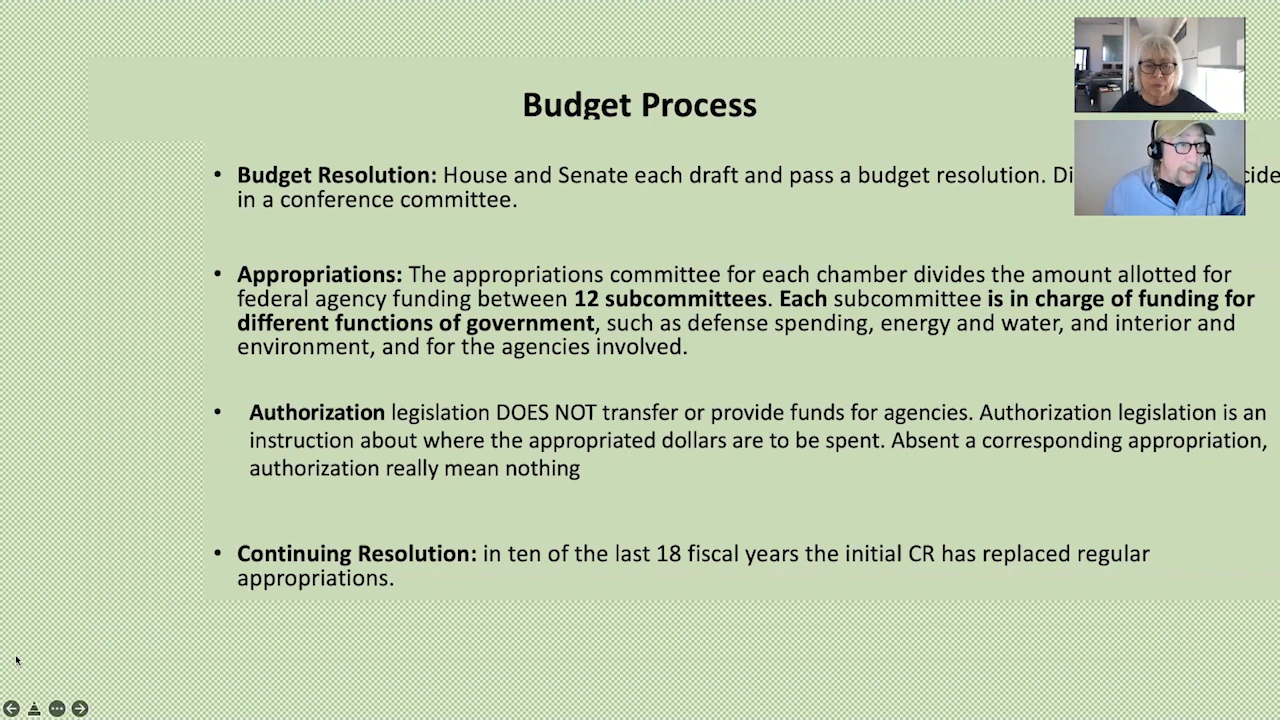 Budget Process
• Budget Resolution: House and Senate each draft and pass a budget resolution.
in a conference committee.
• Appropriations: The appropriations committee for each chamber divides the amount allotted for
federal agency funding between 12 subcommittees. Each subcommittee is in charge of funding for
different functions of government, such as defense spending, energy and water, and interior and
environment, and for the agencies involved.
• Authorization legislation DOES NOT transfer or provide funds for agencies. Authorization legislation is an
instruction about where the appropriated dollars are to be spent. Absent a corresponding appropriation,
authorization really mean nothing
• Continuing Resolution: in ten of the last 18 fiscal years the initial CR has replaced regular
appropriations.